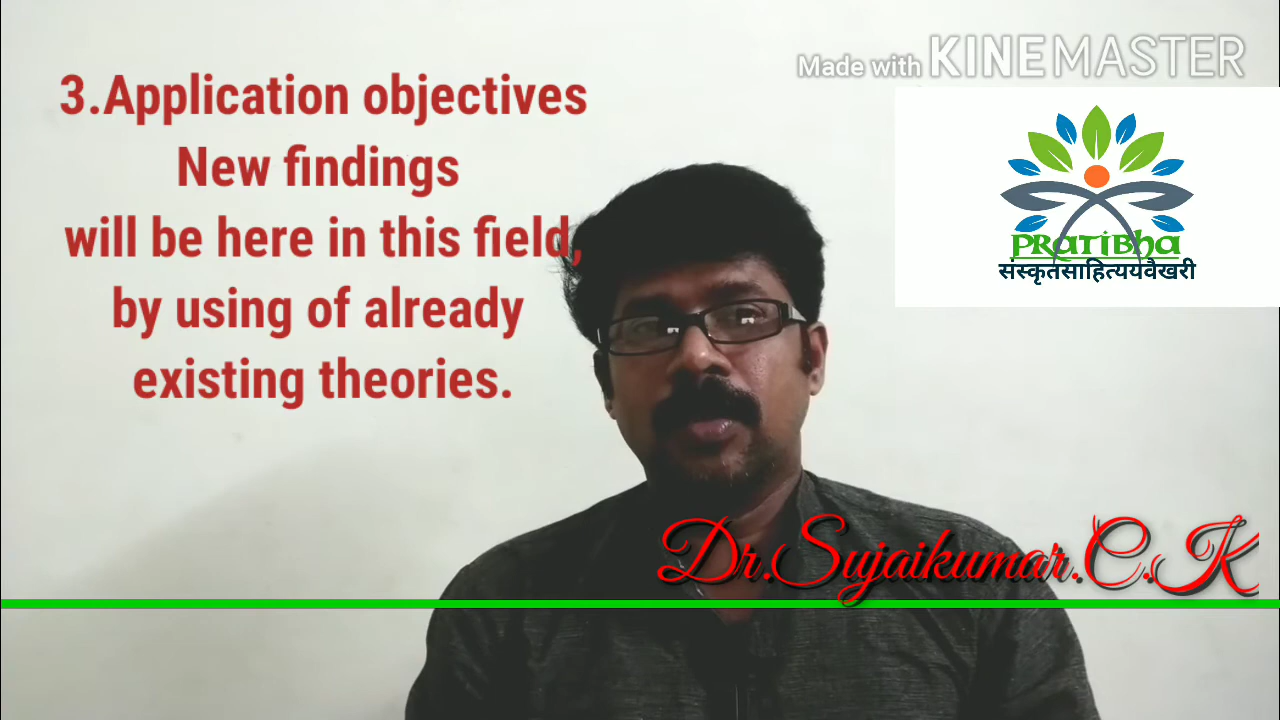 Made with KINEMASTER
3.Application objectives
New findings
will be here in this field,
by using of already
existing theories.
PRatiBha
संस्कृतसाहित्ययवैखरी
Dr.Sujaikumar.C.K